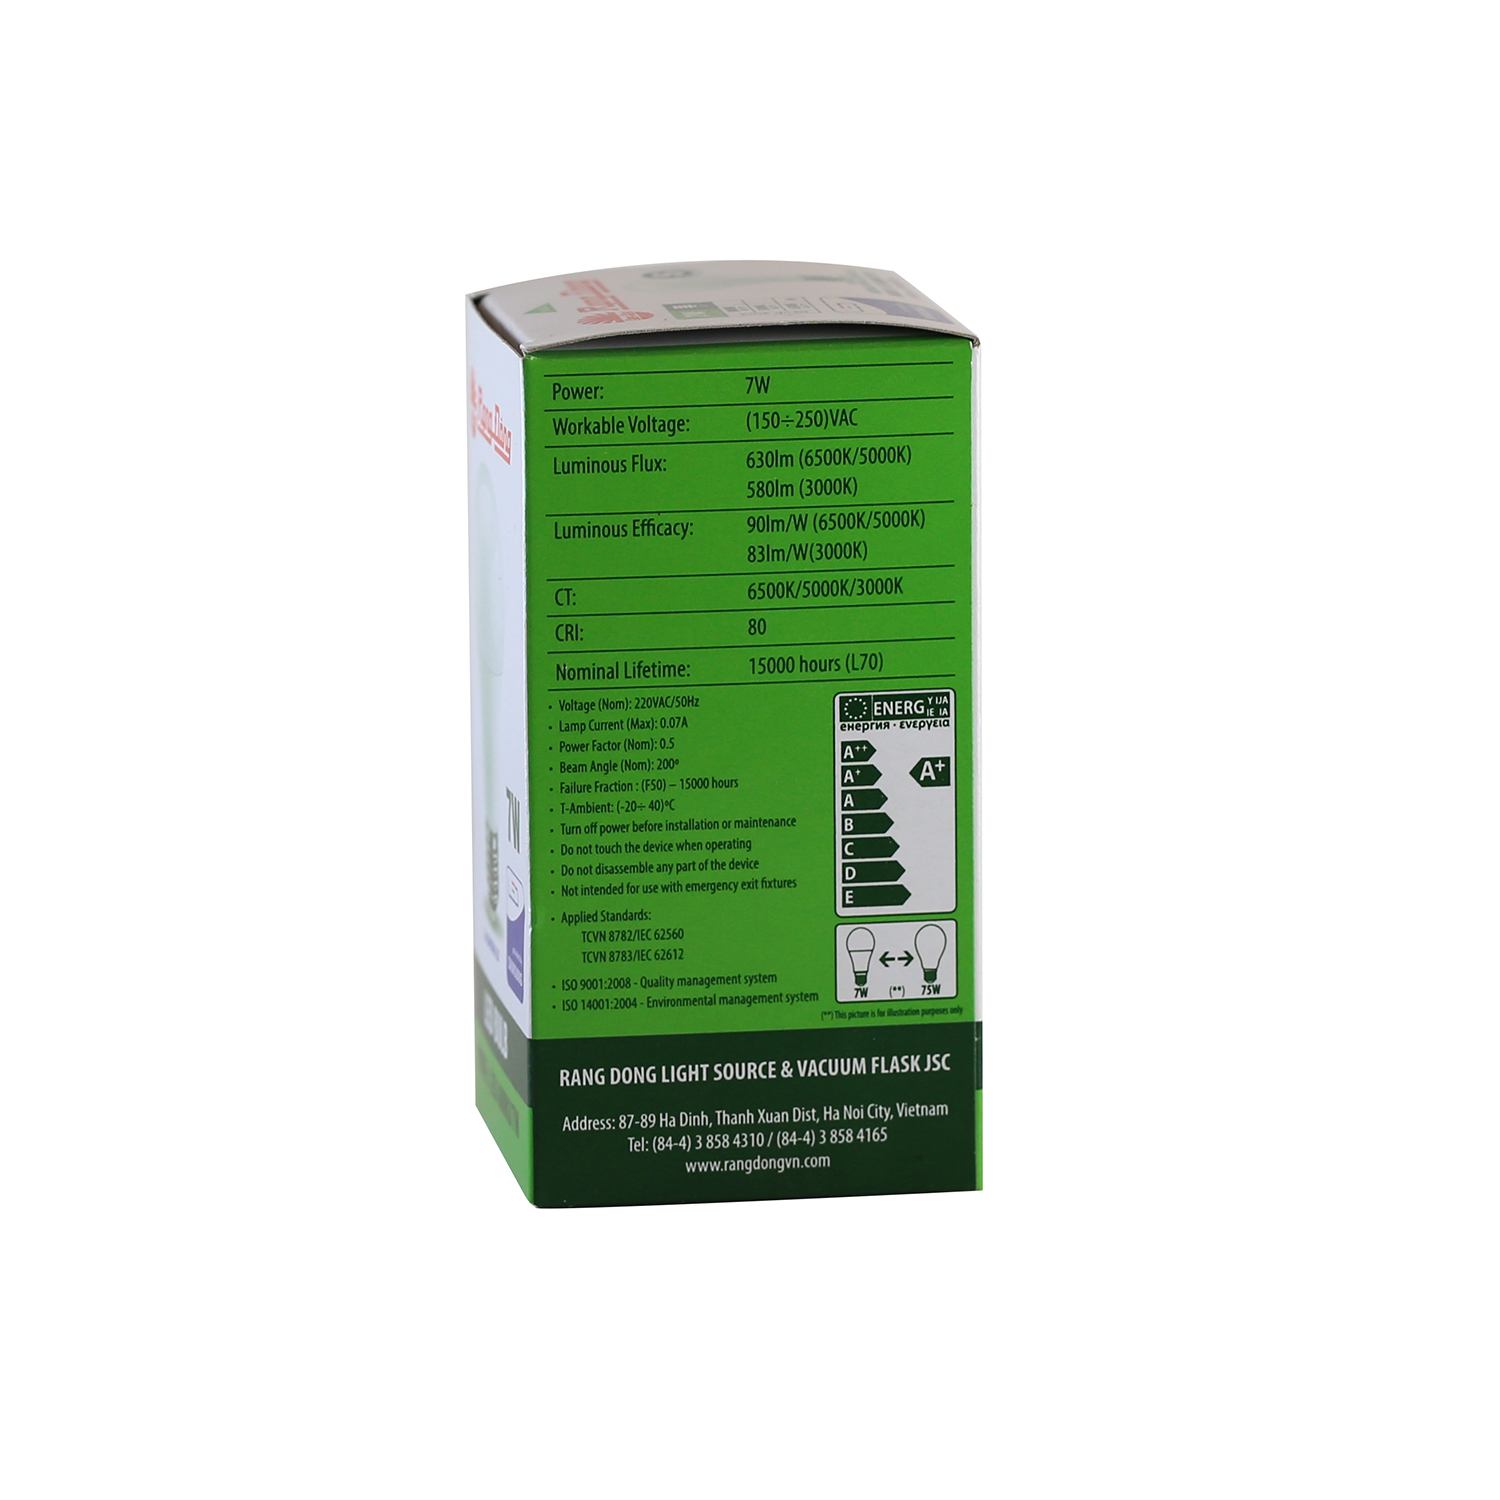 Rạng Đông
7W
Power: 7W
Workable Voltage: (150÷250)VAC
Luminous Flux: 630lm (6500K/5000K)
580lm (3000K)
Luminous Efficacy: 90lm/W (6500K/5000K)
83lm/W(3000K)
CT: 6500K/5000K/3000K
CRI: 80
Nominal Lifetime: 15000 hours (L70)
• Voltage (Nom): 220VAC/50Hz
• Lamp Current (Max): 0.07A
• Power Factor (Nom): 0.5
• Beam Angle (Nom): 200º
• Failure Fraction : (F50) – 15000 hours
• T-Ambient: (-20÷ 40)ºC
• Turn off power before installation or maintenance
• Do not touch the device when operating
• Do not disassemble any part of the device
• Not intended for use with emergency exit fixtures
• Applied Standards:
TCVN 8782/IEC 62560
TCVN 8783/IEC 62612
• ISO 9001:2008 - Quality management system
• ISO 14001:2004 - Environmental management system
ENERG Y IJA
IE IA
енергия · ενεργεια
A++
A+ A+
A
B
C
D
E
7W (**) 75W
(**) This picture is for illustration purposes only
RANG DONG LIGHT SOURCE & VACUUM FLASK JSC
Address: 87-89 Ha Dinh, Thanh Xuan Dist, Ha Noi City, Vietnam
Tel: (84-4) 3 858 4310 / (84-4) 3 858 4165
www.rangdongvn.com